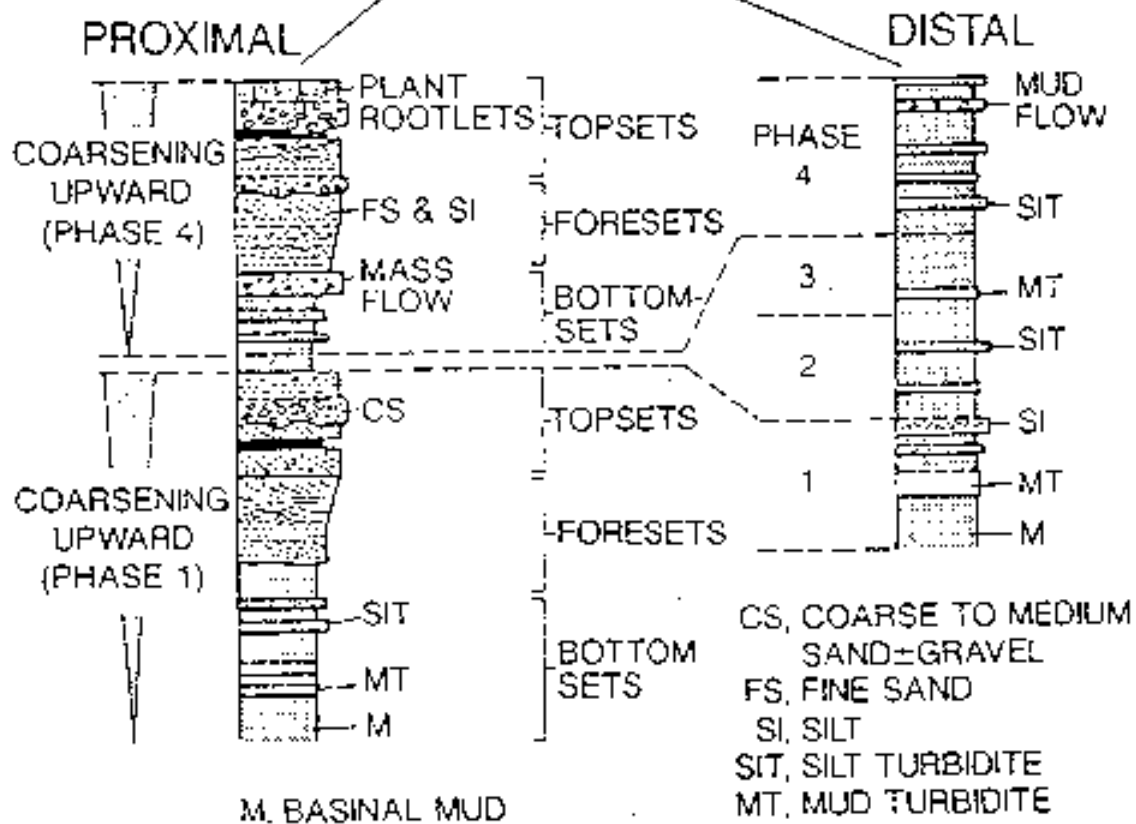 PROXIMAL
DISTAL
PLANT
ROOTLETS
TOPSETS
COARSENING
UPWARD
(PHASE 4)
FS & SI
FORESETS
MASS
FLOW
BOTTOM-
SETS
CS
TOPSETS
COARSENING
UPWARD
(PHASE 1)
FORESETS
SIT
MT
M
BOTTOM
SETS
MUD
FLOW
PHASE
4
SIT
3
MT
SIT
2
SI
1
MT
M
CS, COARSE TO MEDIUM
SAND±GRAVEL
FS, FINE SAND
SI, SILT
SIT, SILT TURBIDITE
MT, MUD TURBIDITE
M, BASINAL MUD